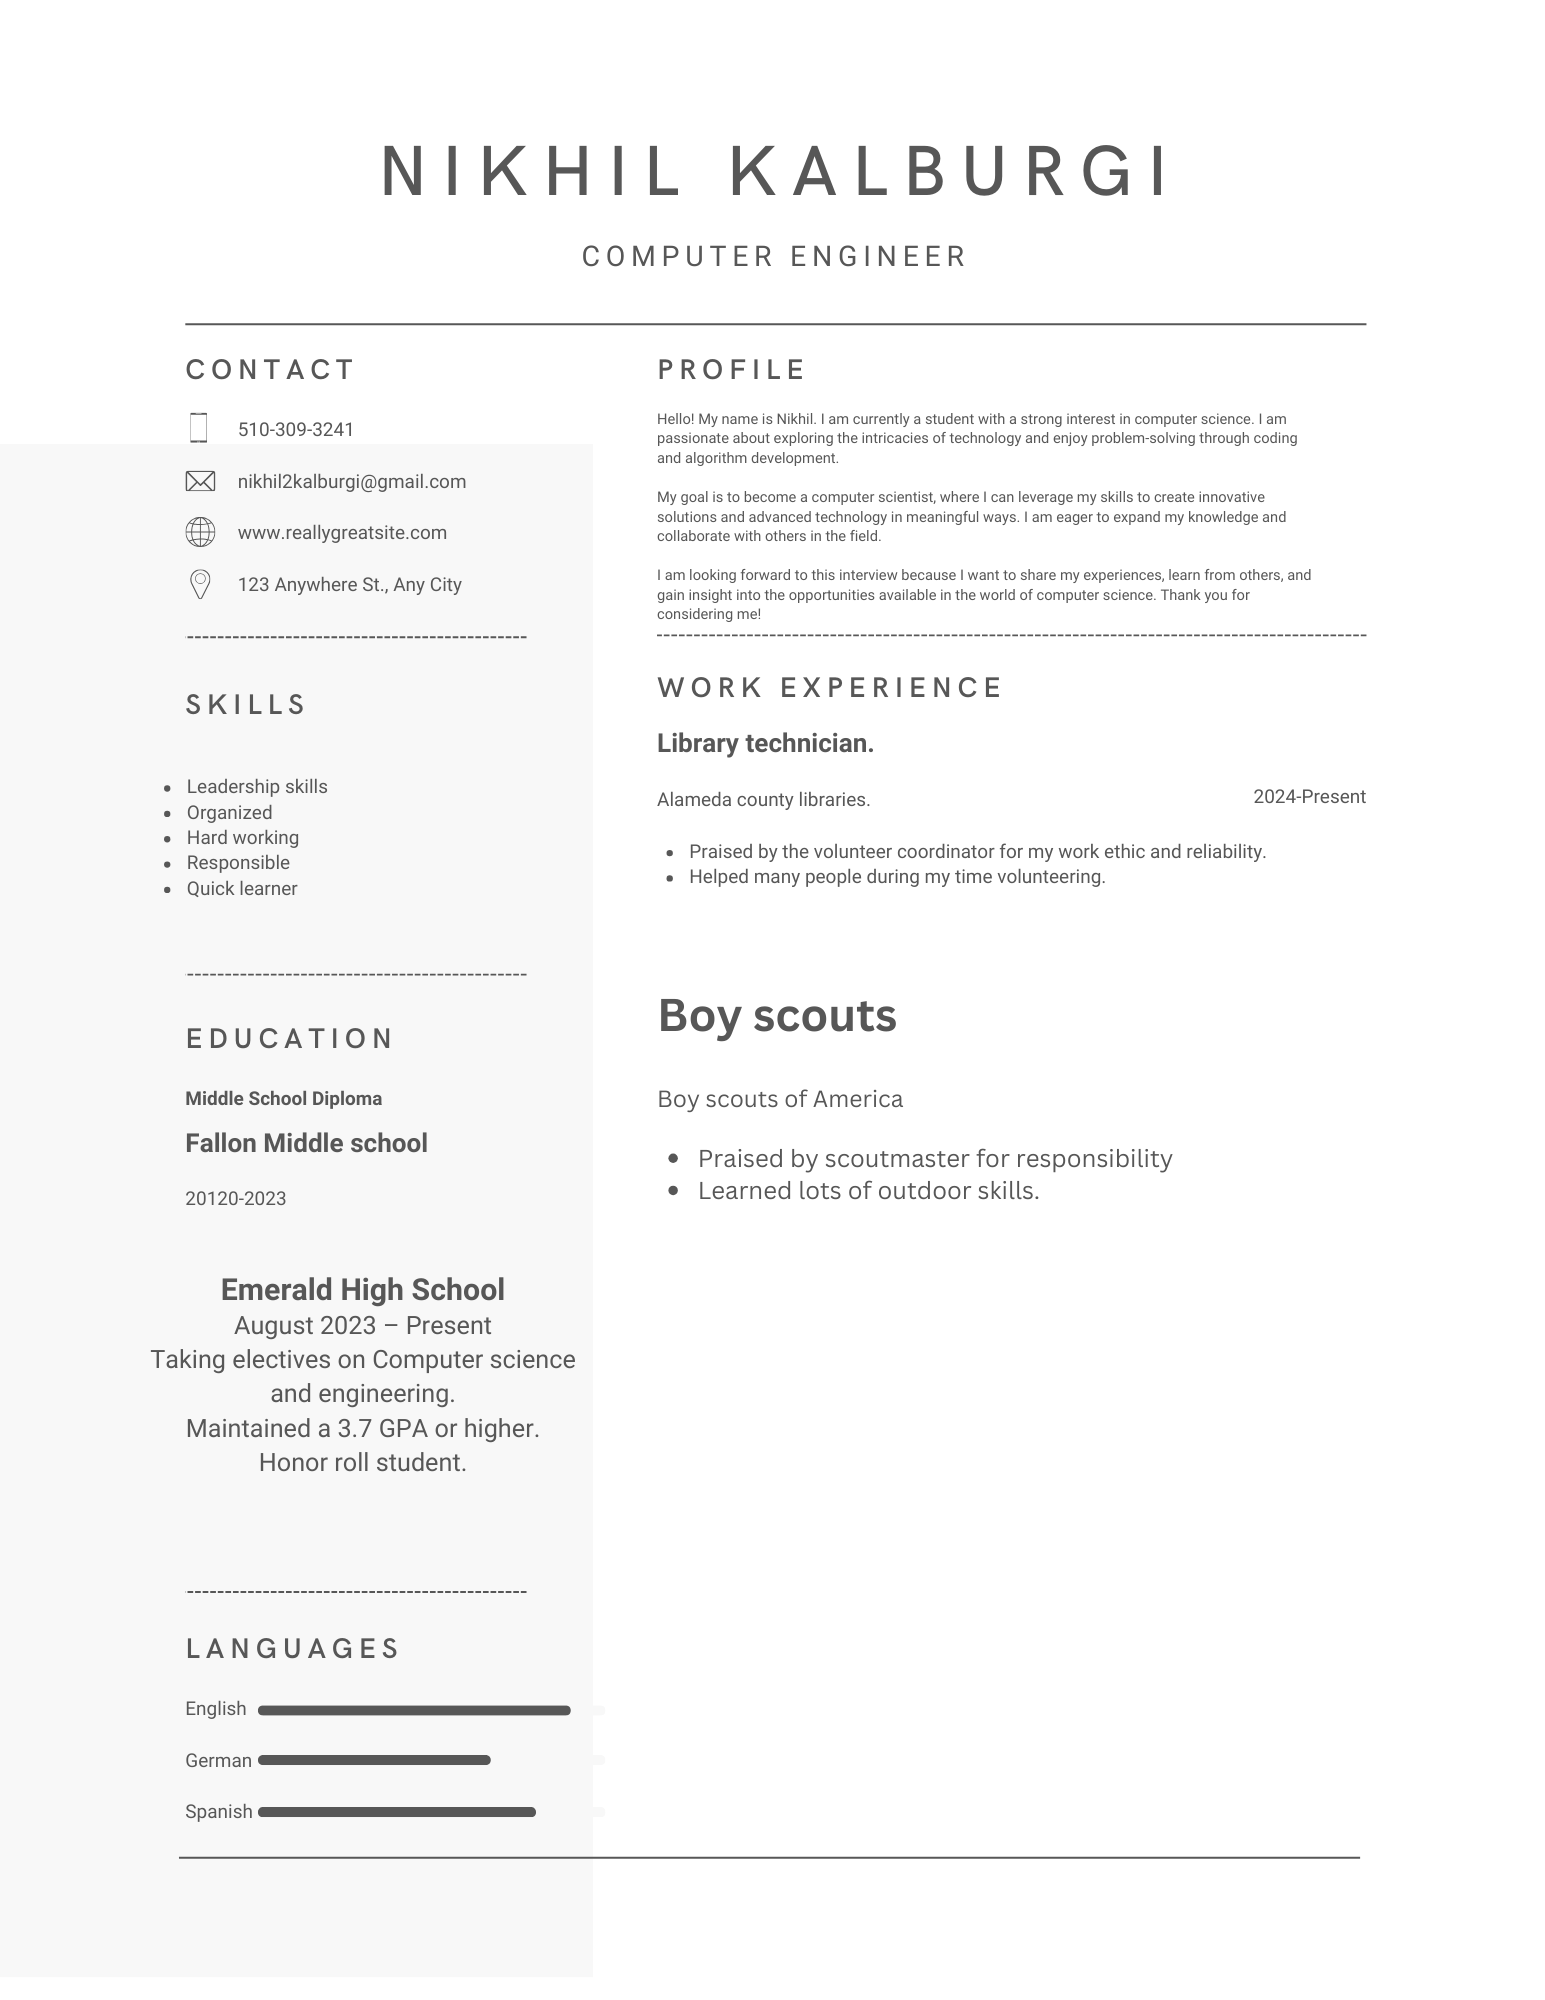 NIKHIL KALBURGI
COMPUTER ENGINEER
CONTACT
510-309-3241
nikhil2kalburgi@gmail.com
www.reallygreatsite.com
123 Anywhere St., Any City
SKILLS
Leadership skills
Organized
Hard working
Responsible
Quick learner
EDUCATION
Middle School Diploma
Fallon Middle school
20120-2023
Emerald High School
August 2023 – Present
Taking electives on Computer science
and engineering.
Maintained a 3.7 GPA or higher.
Honor roll student.
LANGUAGES
English
German
Spanish
PROFILE
Hello! My name is Nikhil. I am currently a student with a strong interest in computer science. I am
passionate about exploring the intricacies of technology and enjoy problem-solving through coding
and algorithm development.
My goal is to become a computer scientist, where I can leverage my skills to create innovative
solutions and advanced technology in meaningful ways. I am eager to expand my knowledge and
collaborate with others in the field.
I am looking forward to this interview because I want to share my experiences, learn from others, and
gain insight into the opportunities available in the world of computer science. Thank you for
considering me!
WORK EXPERIENCE
Library technician.
Alameda county libraries. 2024-Present
Praised by the volunteer coordinator for my work ethic and reliability.
Helped many people during my time volunteering.
Boy scouts
Boy scouts of America
Praised by scoutmaster for responsibility
Learned lots of outdoor skills.